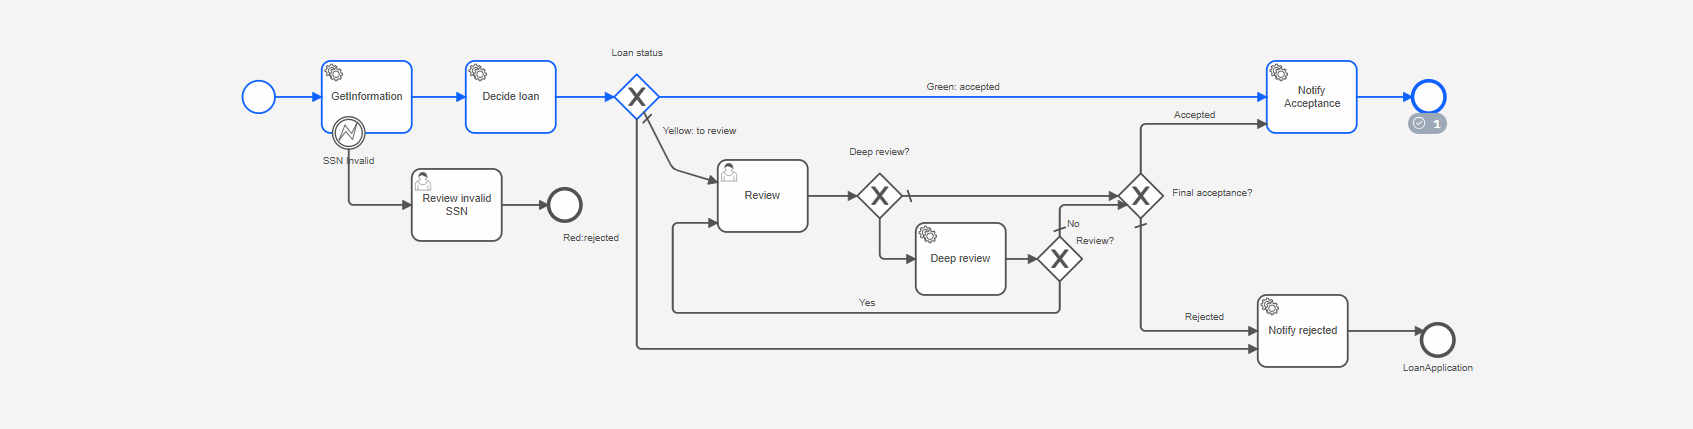 Loan status
Green: accepted
GetInformation
Decide loan
Notify
Acceptance
Accepted
1
Yellow: to review
SSN Invalid
Deep review?
Review invalid
SSN
Review
Final acceptance?
No
Review?
Red:rejected
Deep review
Yes
Rejected
Notify rejected
LoanApplication